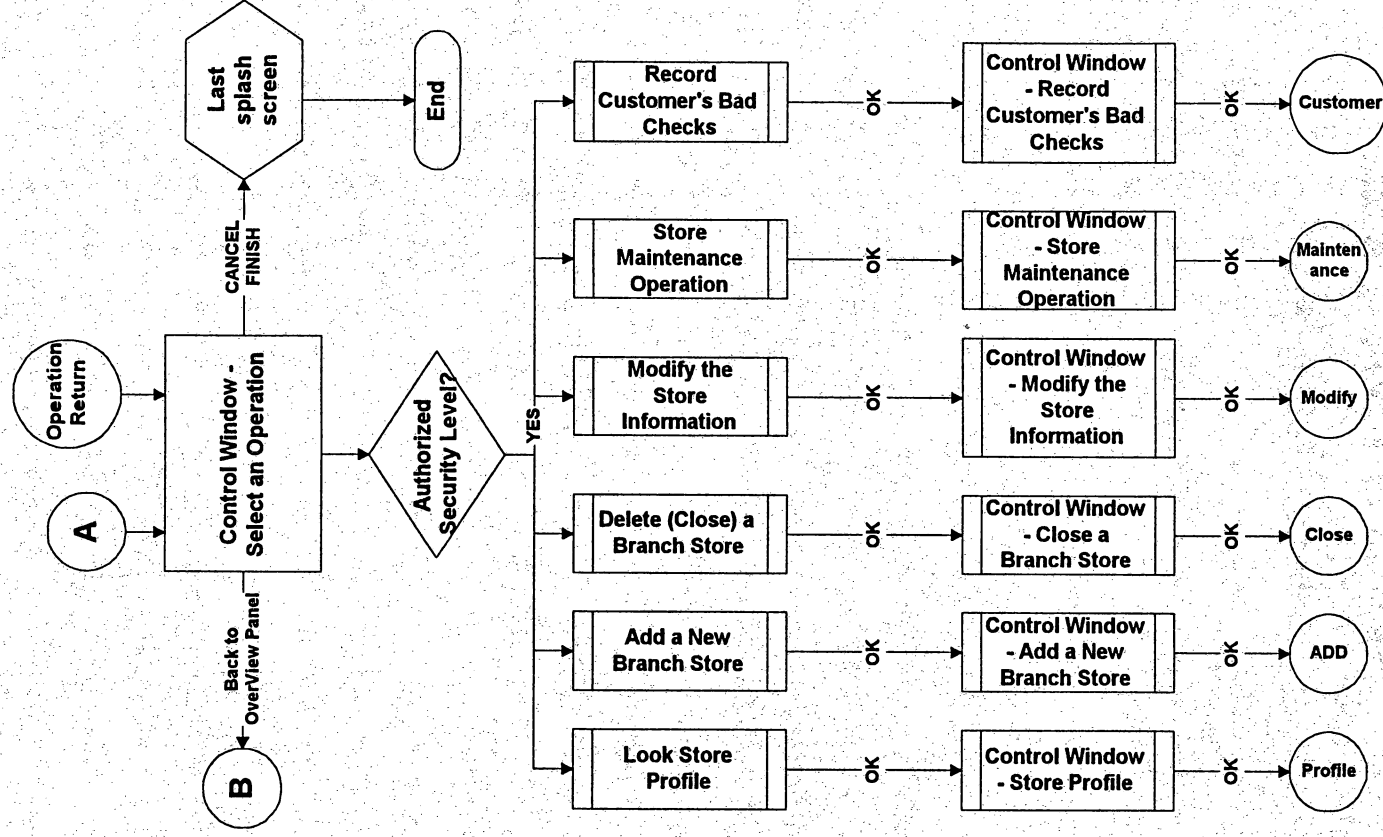 Last
splash
screen
End
CANCEL
FINISH
Operation
Return
A
Control Window -
Select an Operation
Authorized
Security Level?
YES
Back to
OverView Panel
B
Record
Customer's Bad
Checks
OK
Control Window
- Record
Customer's Bad
Checks
OK
Customer
Store
Maintenance
Operation
OK
Control Window
- Store
Maintenance
Operation
OK
Mainten
ance
Modify the
Store
Information
OK
Control Window
- Modify the
Store
Information
OK
Modify
Delete (Close) a
Branch Store
OK
Control Window
- Close a
Branch Store
OK
Close
Add a New
Branch Store
OK
Control Window
- Add a New
Branch Store
OK
ADD
Look Store
Profile
OK
Control Window
- Store Profile
OK
Profile